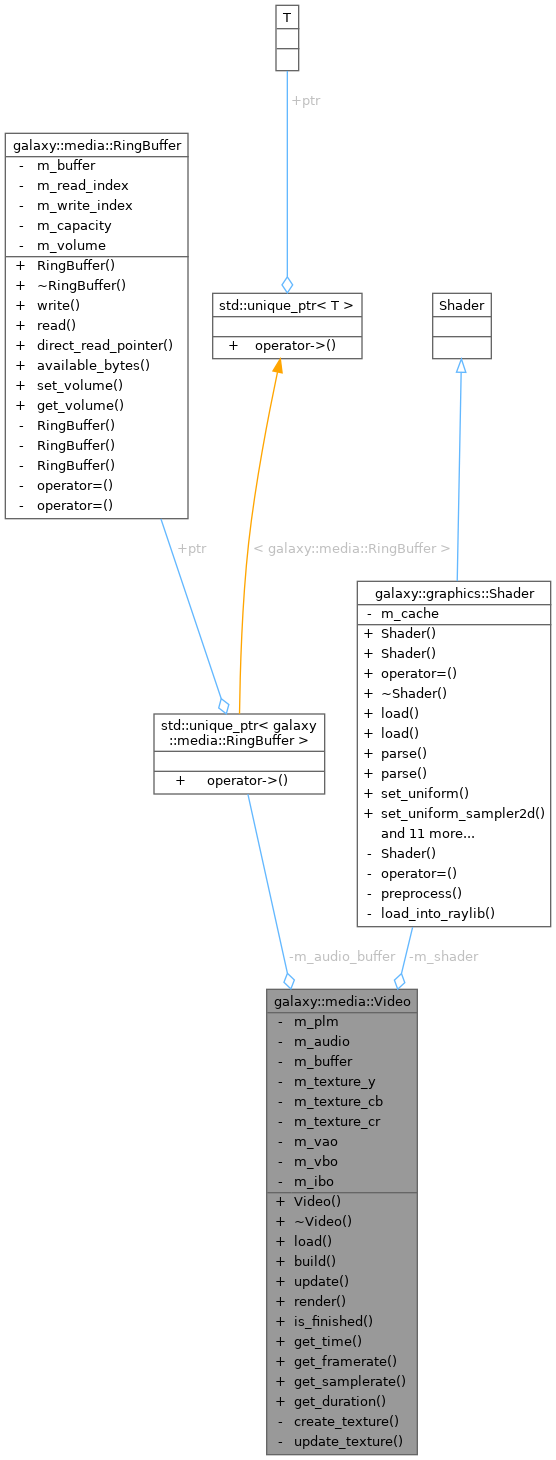 T
+ptr
galaxy::media::RingBuffer
- m_buffer
- m_read_index
- m_write_index
- m_capacity
- m_volume
+ RingBuffer()
+ ~RingBuffer()
+ write()
+ read()
+ direct_read_pointer()
+ available_bytes()
+ set_volume()
+ get_volume()
- RingBuffer()
- RingBuffer()
- RingBuffer()
- operator=()
- operator=()
std::unique_ptr< T >
+ operator->()
Shader
+ptr
< galaxy::media::RingBuffer >
galaxy::graphics::Shader
- m_cache
+ Shader()
+ Shader()
+ operator=()
+ ~Shader()
+ load()
+ load()
+ parse()
+ parse()
+ set_uniform()
+ set_uniform_sampler2d()
and 11 more...
- Shader()
- operator=()
- preprocess()
- load_into_raylib()
std::unique_ptr< galaxy
::media::RingBuffer >
+ operator->()
-m_audio_buffer
-m_shader
galaxy::media::Video
- m_plm
- m_audio
- m_buffer
- m_texture_y
- m_texture_cb
- m_texture_cr
- m_vao
- m_vbo
- m_ibo
+ Video()
+ ~Video()
+ load()
+ build()
+ update()
+ render()
+ is_finished()
+ get_time()
+ get_framerate()
+ get_samplerate()
+ get_duration()
- create_texture()
- update_texture()